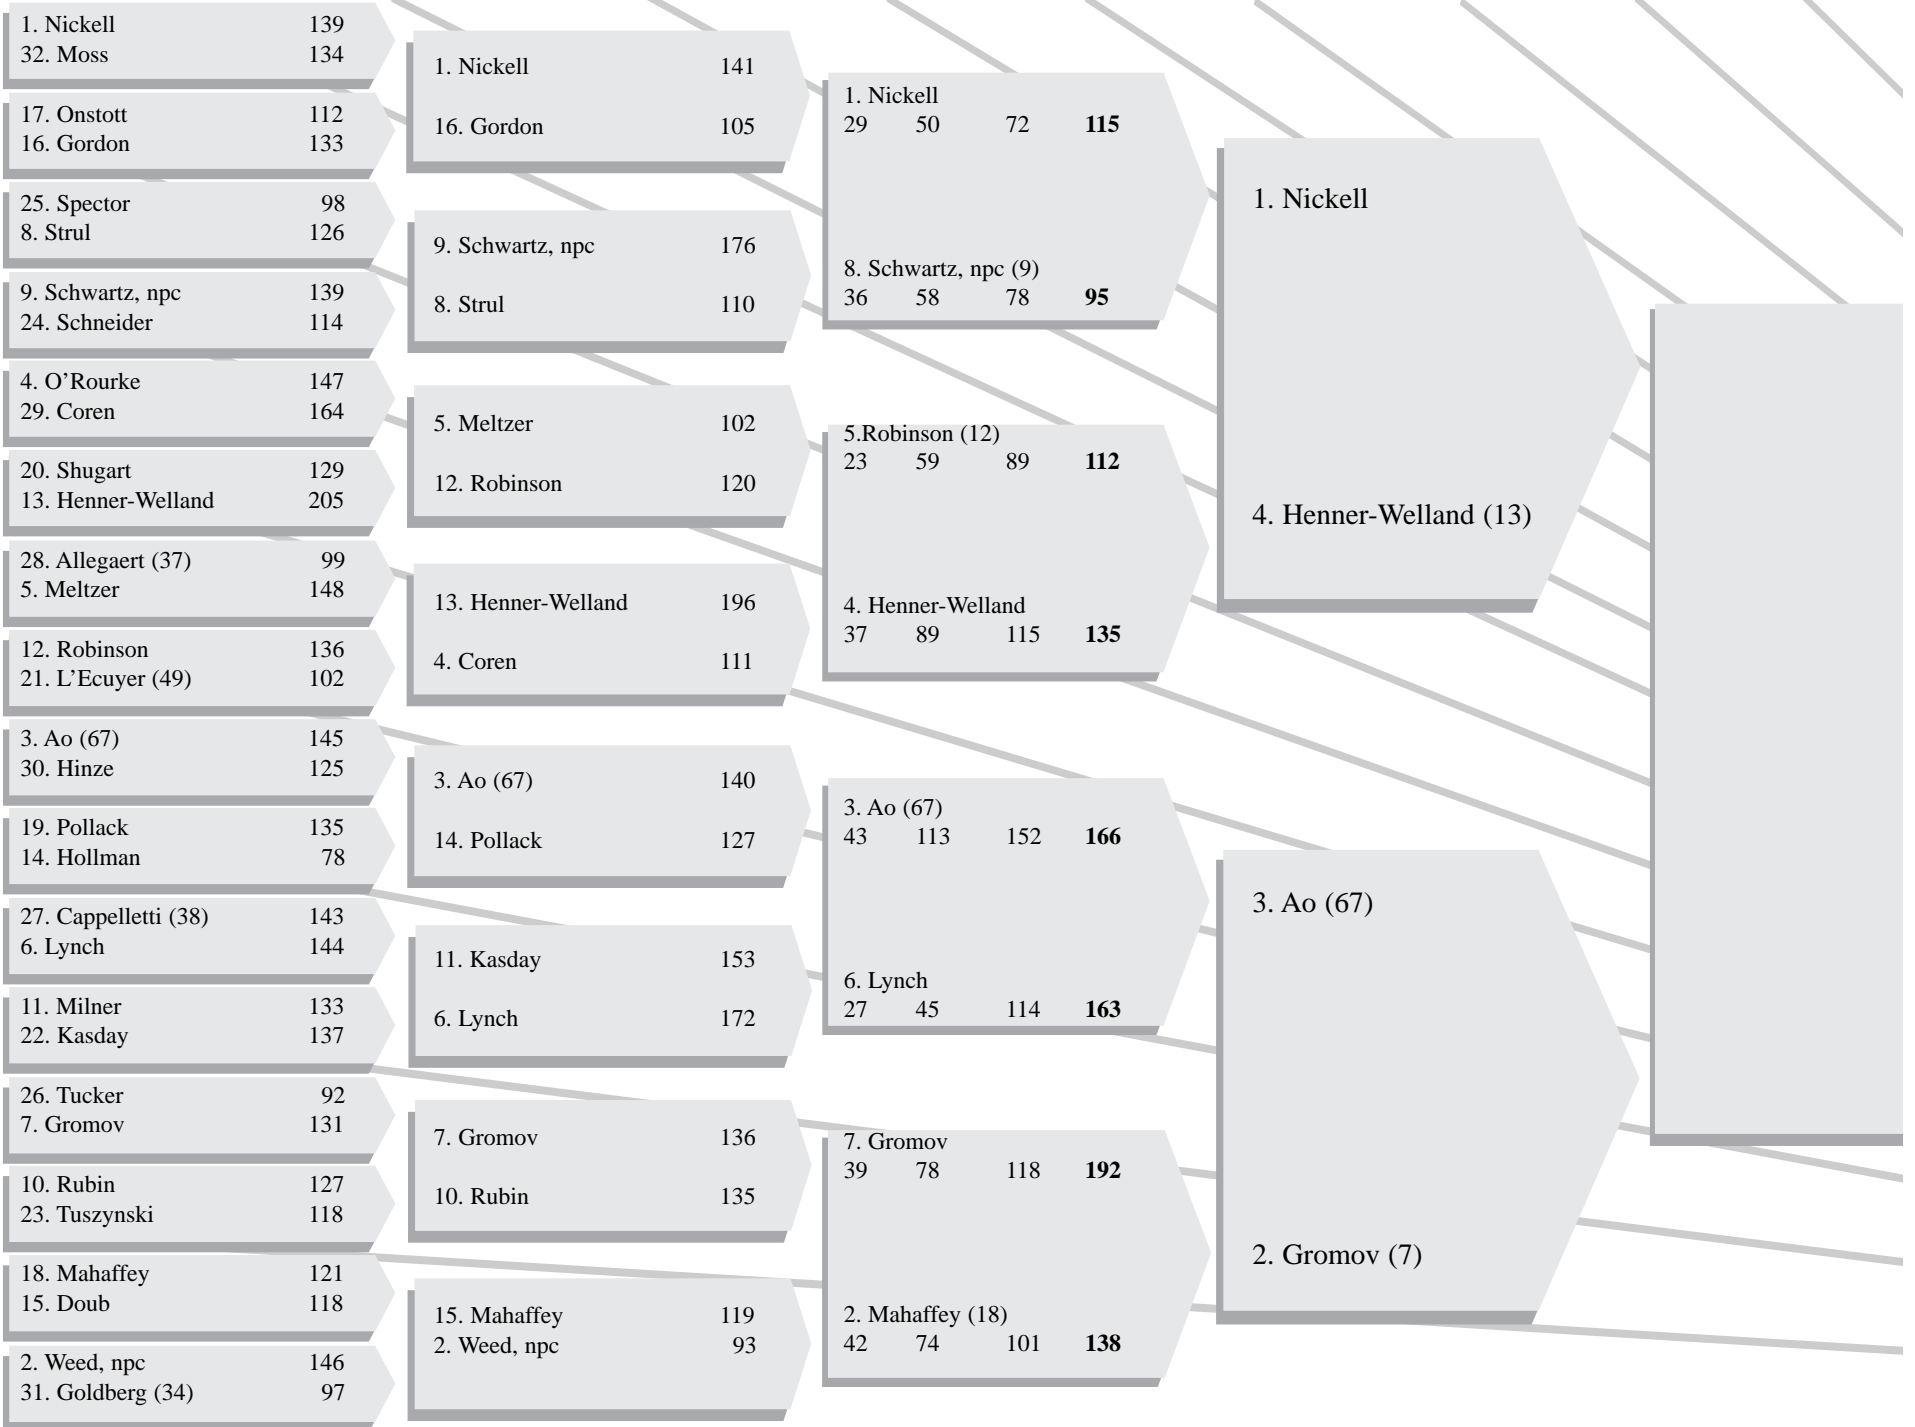 1. Nickell 139
32. Moss 134
17. Onstott 112
16. Gordon 133
25. Spector 98
8. Strul 126
9. Schwartz, npc 139
24. Schneider 114
4. O’Rourke 147
29. Coren 164
20. Shugart 129
13. Henner-Welland 205
28. Allegaert (37) 99
5. Meltzer 148
12. Robinson 136
21. L’Ecuyer (49) 102
3. Ao (67) 145
30. Hinze 125
19. Pollack 135
14. Hollman 78
27. Cappelletti (38) 143
6. Lynch 144
11. Milner 133
22. Kasday 137
26. Tucker 92
7. Gromov 131
10. Rubin 127
23. Tuszynski 118
18. Mahaffey 121
15. Doub 118
2. Weed, npc 146
31. Goldberg (34) 97
1. Nickell 141
16. Gordon 105
9. Schwartz, npc 176
8. Strul 110
5. Meltzer 102
12. Robinson 120
13. Henner-Welland 196
4. Coren 111
3. Ao (67) 140
14. Pollack 127
11. Kasday 153
6. Lynch 172
7. Gromov 136
10. Rubin 135
15. Mahaffey 119
2. Weed, npc 93
1. Nickell
29 50 72 115
8. Schwartz, npc (9)
36 58 78 95
5.Robinson (12)
23 59 89 112
4. Henner-Welland
37 89 115 135
3. Ao (67)
43 113 152 166
6. Lynch
27 45 114 163
7. Gromov
39 78 118 192
2. Mahaffey (18)
42 74 101 138
1. Nickell
4. Henner-Welland (13)
3. Ao (67)
2. Gromov (7)